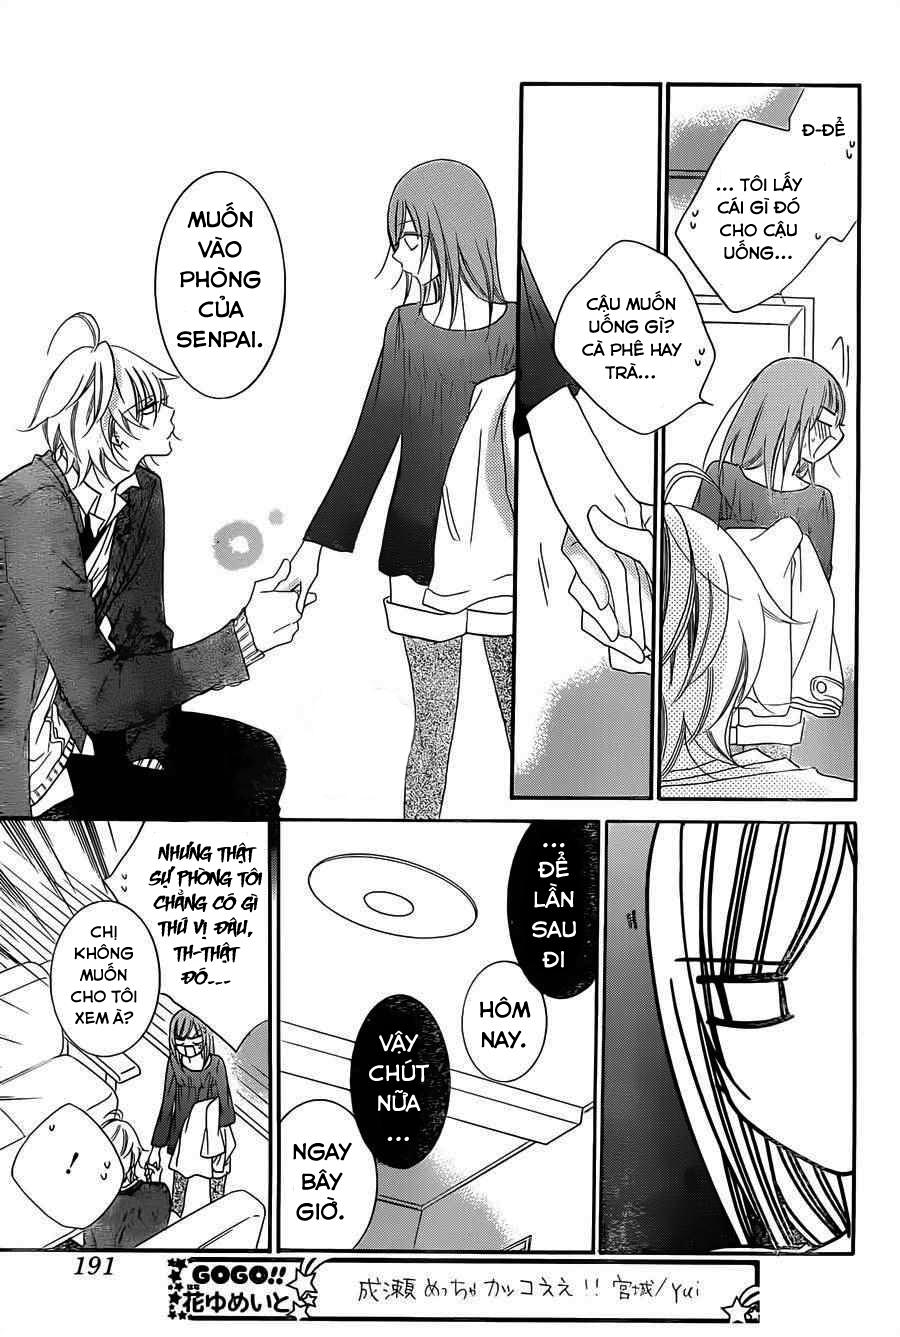 Đ-ĐỂ
... TÔI LẤY
CÁI GÌ ĐÓ
CHO CẬU
UỐNG...
CẬU MUỐN
UỐNG GÌ?
CÀ PHÊ HAY
TRÀ...
MUỐN
VÀO
PHÒNG
CỦA
SENPAI.
...
ĐỂ
LẦN
SAU
ĐI
HÔM
NAY.
VẬY
CHÚT
NỮA
...
NGAY
BÂY
GIỜ.
NHƯNG THẬT
SỰ PHÒNG TÔI
CHẲNG CÓ GÌ
THÚ VỊ ĐÂU,
TH-THẬT
ĐÓ...
CHỊ
KHÔNG
MUỐN
CHO TÔI
XEM À?
!
191
GOGO!!
花ゆめいと
成瀬めっちゃカッコええ!! 宮城/yui